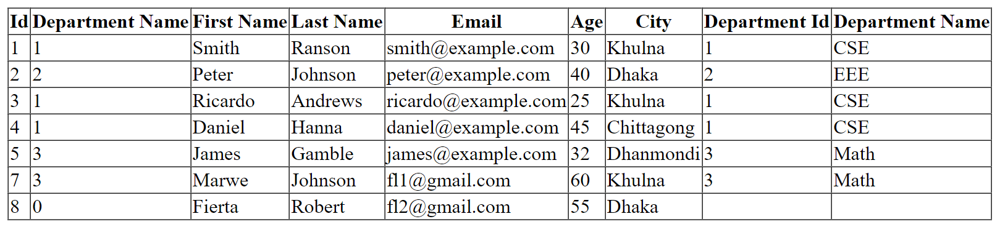 Id Department Name First Name Last Name Email Age City Department Id Department Name
1 1 Smith Ranson smith@example.com 30 Khulna 1 CSE
2 2 Peter Johnson peter@example.com 40 Dhaka 2 EEE
3 1 Ricardo Andrews ricardo@example.com 25 Khulna 1 CSE
4 1 Daniel Hanna daniel@example.com 45 Chittagong 1 CSE
5 3 James Gamble james@example.com 32 Dhanmondi 3 Math
7 3 Marwe Johnson fl1@gmail.com 60 Khulna 3 Math
8 0 Fierta Robert fl2@gmail.com 55 Dhaka